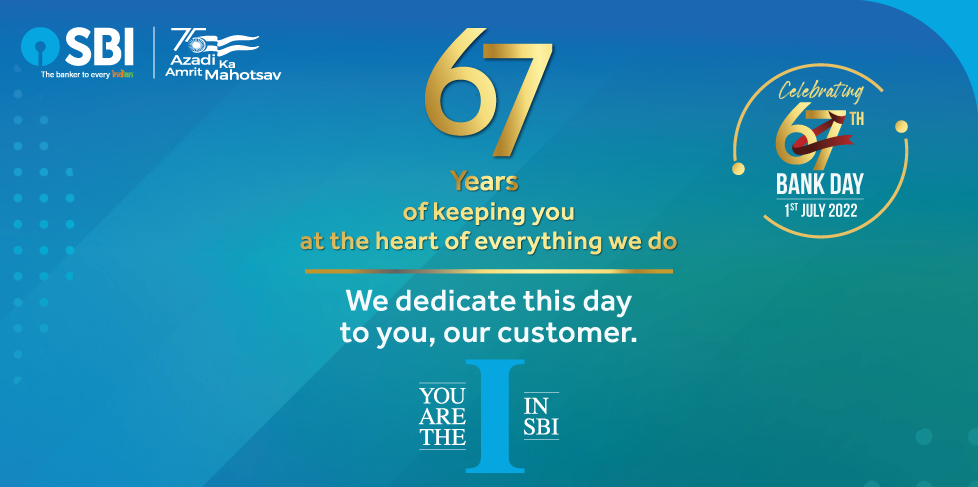 SBI
The banker to every Indian
75
Azadi Ka
Amrit Mahotsav
67
Years
of keeping you
at the heart of everything we do
We dedicate this day
to you, our customer.
YOU
ARE
THE
I
IN
SBI
Celebrating
67TH
BANK DAY
1ST JULY 2022